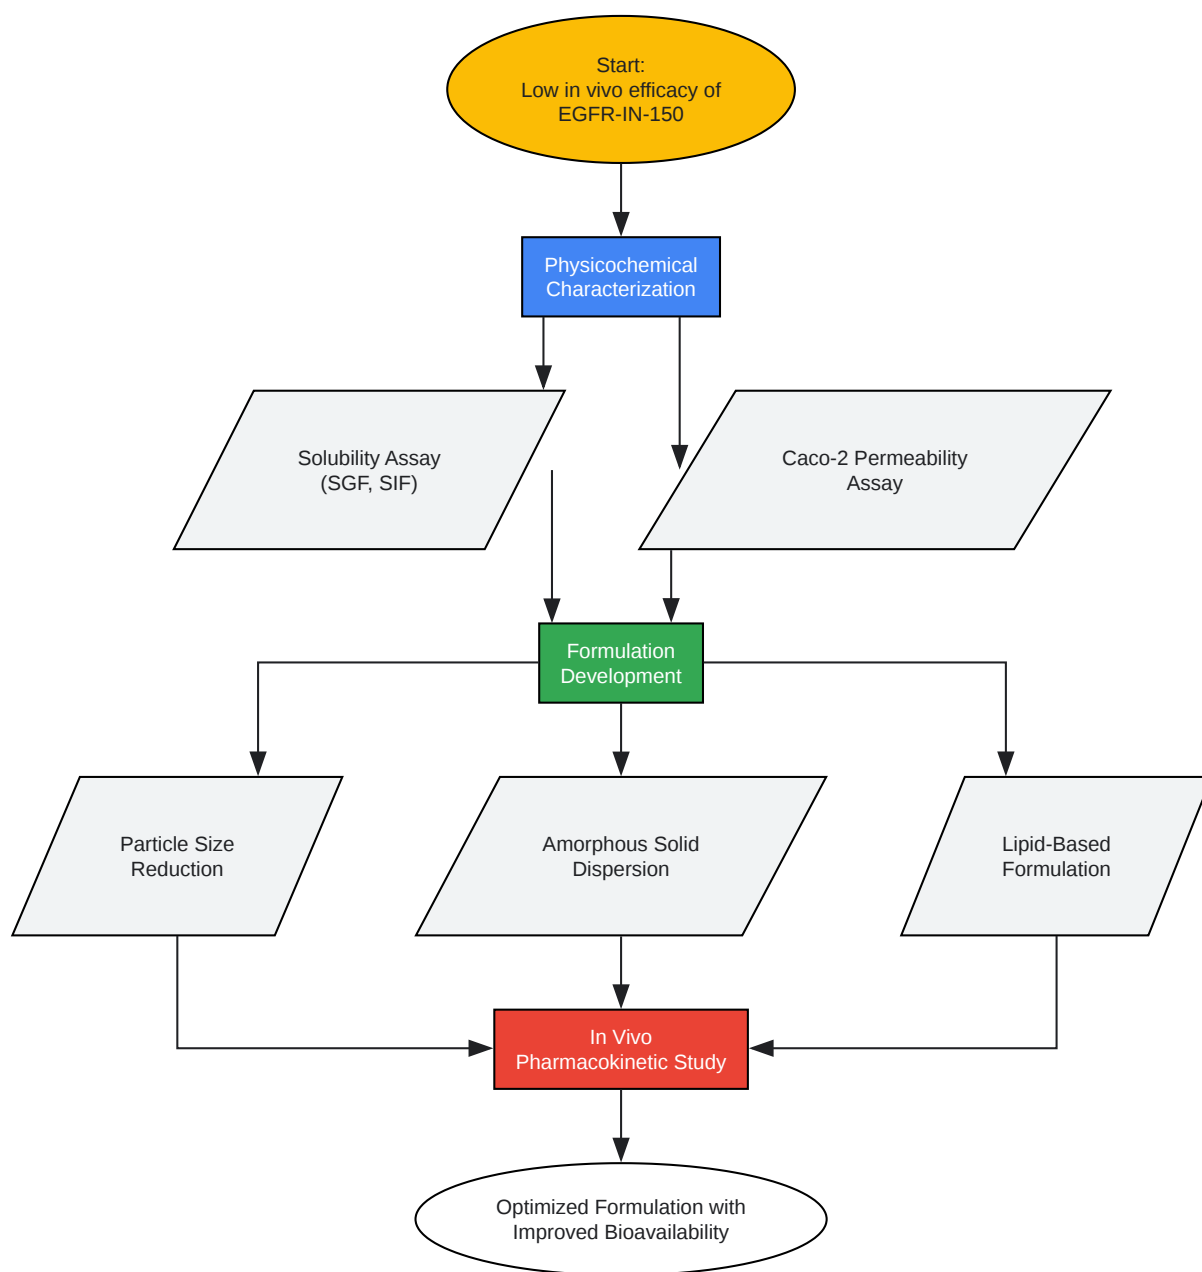 Start:
Low in vivo efficacy of
EGFR-IN-150
Physicochemical
Characterization
Solubility Assay
(SGF, SIF)
Caco-2 Permeability
Assay
Formulation
Development
Particle Size
Reduction
Amorphous Solid
Dispersion
Lipid-Based
Formulation
In Vivo
Pharmacokinetic Study
Optimized Formulation with
Improved Bioavailability